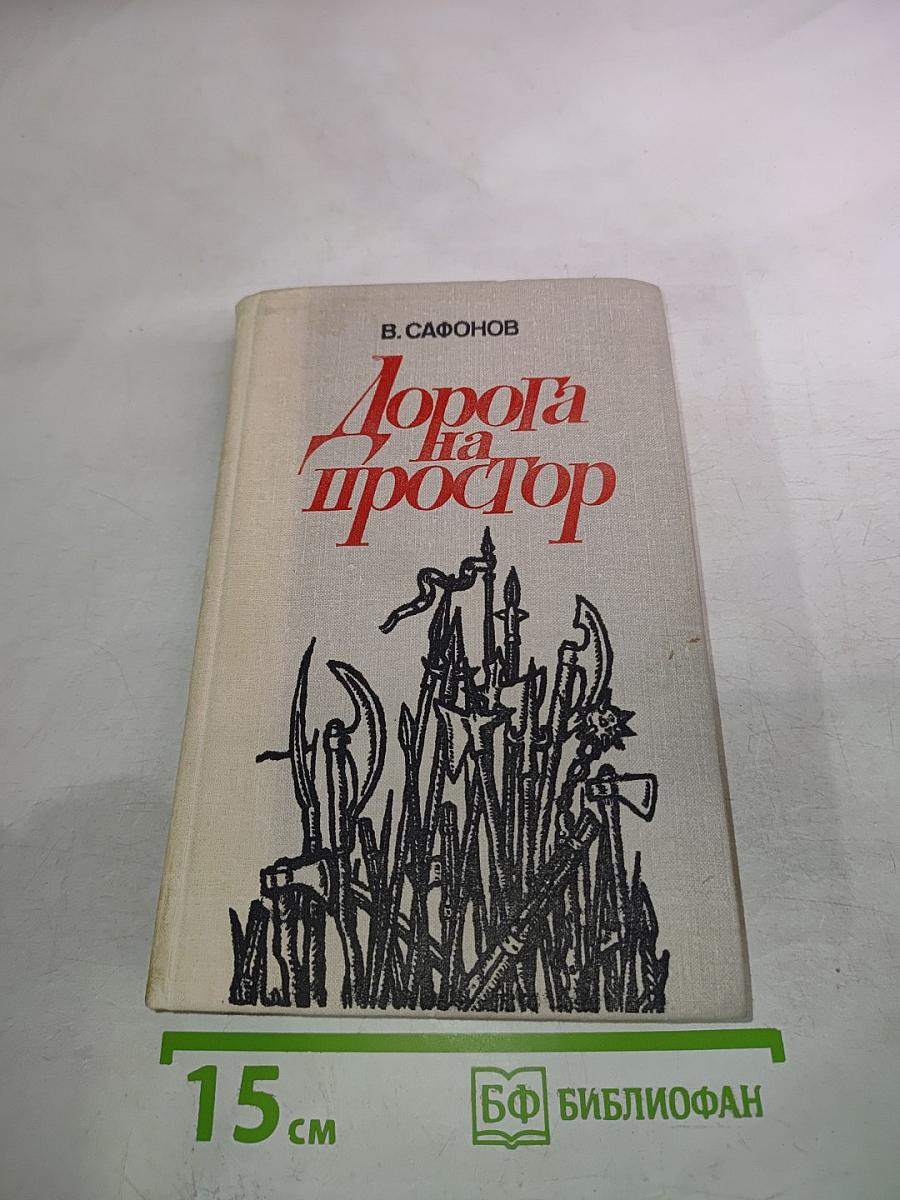 В. САФОНОВ
Дорога
на
простор
15 см
БФ БИБЛИОФАН